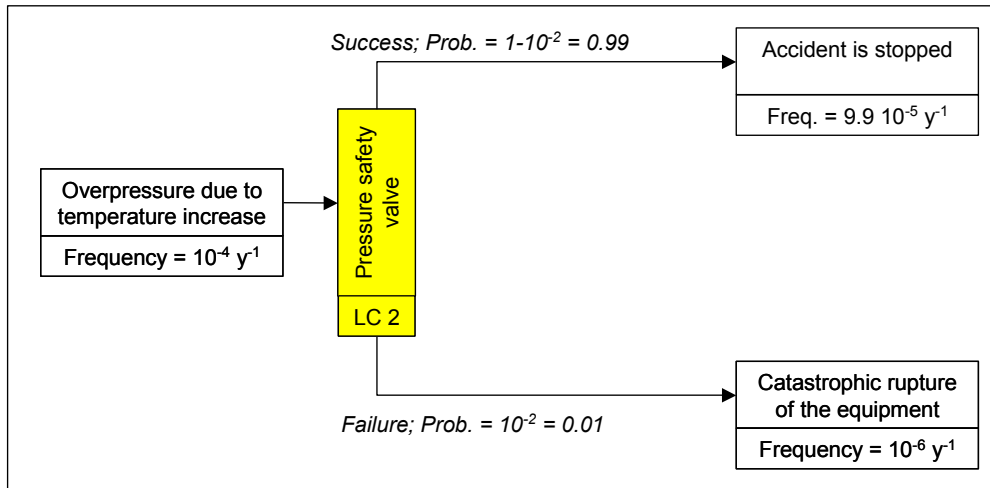 Success; Prob. = 1-10⁻² = 0.99
Accident is stopped
Freq. = 9.9 10⁻⁵ y⁻¹
Overpressure due to
temperature increase
Frequency = 10⁻⁴ y⁻¹
Pressure safety
valve
LC 2
Failure; Prob. = 10⁻² = 0.01
Catastrophic rupture
of the equipment
Frequency = 10⁻⁶ y⁻¹